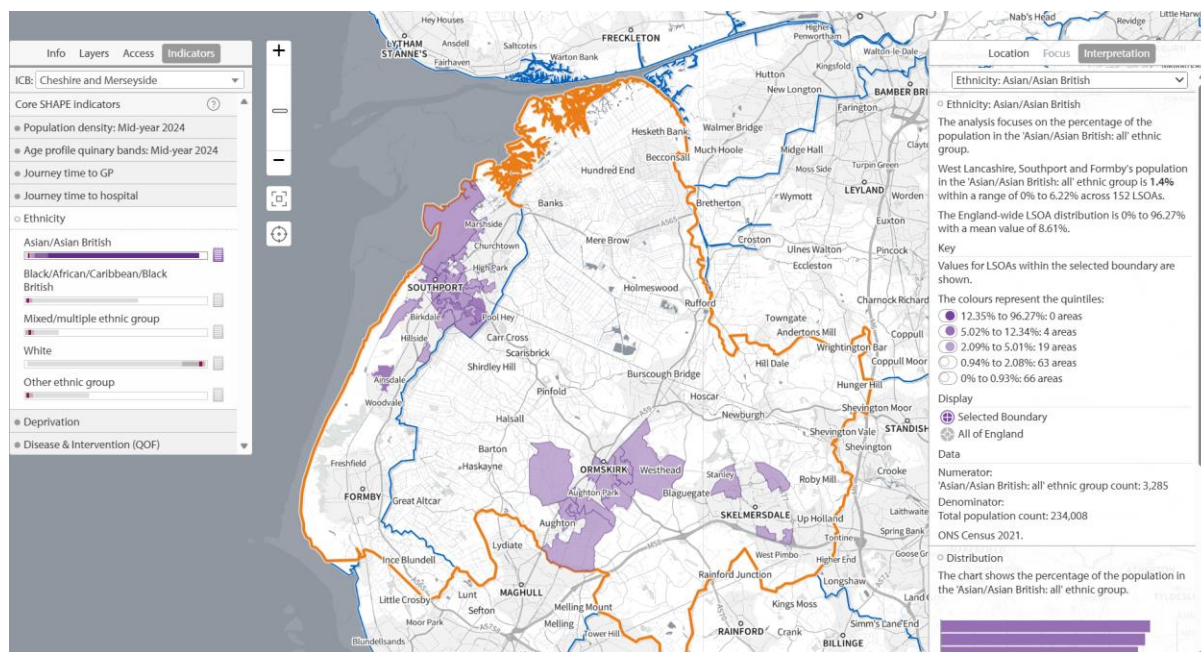 Info Layers Access Indicators
ICB: Cheshire and Merseyside
Core SHAPE indicators
Population density: Mid-year 2024
Age profile quinary bands: Mid-year 2024
Journey time to GP
Journey time to hospital
Ethnicity
Asian/Asian British
Black/African/Caribbean/Black
British
Mixed/multiple ethnic group
White
Other ethnic group
Deprivation
Disease & Intervention (QOF)
+
−
Hey Houses
LYTHAM
ST ANNE'S
Ansdell
Saltcotes
Fairhaven
Warton Bank
FRECKLETON
Higher
Penwortham
Nab's Head
Revidge
Little Harw
Walton-le-Dale
Hutton
Kingsfold
New Longton
BAMBER BRI
Farington
Hesketh Bank
Walmer Bridge
Becconsall
Much Hoole
Midge Hall
Moss Side
Turpin Green
Clayt
Hundred End
Wymott
LEYLAND
Worden
Banks
Bretherton
Marshside
Churchtown
A565
Croston
Ulnes Walton
Pincock
Mere Brow
Eccleston
High Park
SOUTHPORT
Holmeswood
Rufford
Charnock Richard
Birkdale
Pool Hey
Towngate
Andertons Mill
Coppull
Hillside
Carr Cross
Scarisbrick
Wrightington Bar
Hill Dale
Coppull Moor
Shirdley Hill
Burscough Bridge
Ainsdale
Pinfold
Hunger Hill
Woodvale
Hoscar
A59
Shevington Moor
Halsall
Newburgh
Shevington Vale
STANDISH
Barton
Shevington
Freshfield
Haskayne
ORMSKIRK
Westhead
Stanley
Roby Mill
Crooke
FORMBY
Great Altcar
Aughton Park
Blaguegate
Laithwaite
SKELMERSDALE
Up Holland
Aughton
Spring Bank
Tontine
Lydiate
M58
West Pimbo
Goose Gr
Ince Blundell
Higher End
Rainford Junction
Longshaw
Little Crosby
Lunt
MAGHULL
A570
Kings Moss
Land G
Moor Park
Sefton
Melling Mount
A5758
Melling
RAINFORD
Crank
Simm's Lane End
Blundellsands
Tower Hill
BILLINGE
Location Focus Interpretation
Ethnicity: Asian/Asian British
Ethnicity: Asian/Asian British
The analysis focuses on the percentage of the
population in the 'Asian/Asian British: all' ethnic
group.
West Lancashire, Southport and Formby's population
in the 'Asian/Asian British: all' ethnic group is 1.4%
within a range of 0% to 6.22% across 152 LSOAs.
The England-wide LSOA distribution is 0% to 96.27%
with a mean value of 8.61%.
Key
Values for LSOAs within the selected boundary are
shown.
The colours represent the quintiles:
12.35% to 96.27%: 0 areas
5.02% to 12.34%: 4 areas
2.09% to 5.01%: 19 areas
0.94% to 2.08%: 63 areas
0% to 0.93%: 66 areas
Display
Selected Boundary
All of England
Data
Numerator:
'Asian/Asian British: all' ethnic group count: 3,285
Denominator:
Total population count: 234,008
ONS Census 2021.
Distribution
The chart shows the percentage of the population in
the 'Asian/Asian British: all' ethnic group.